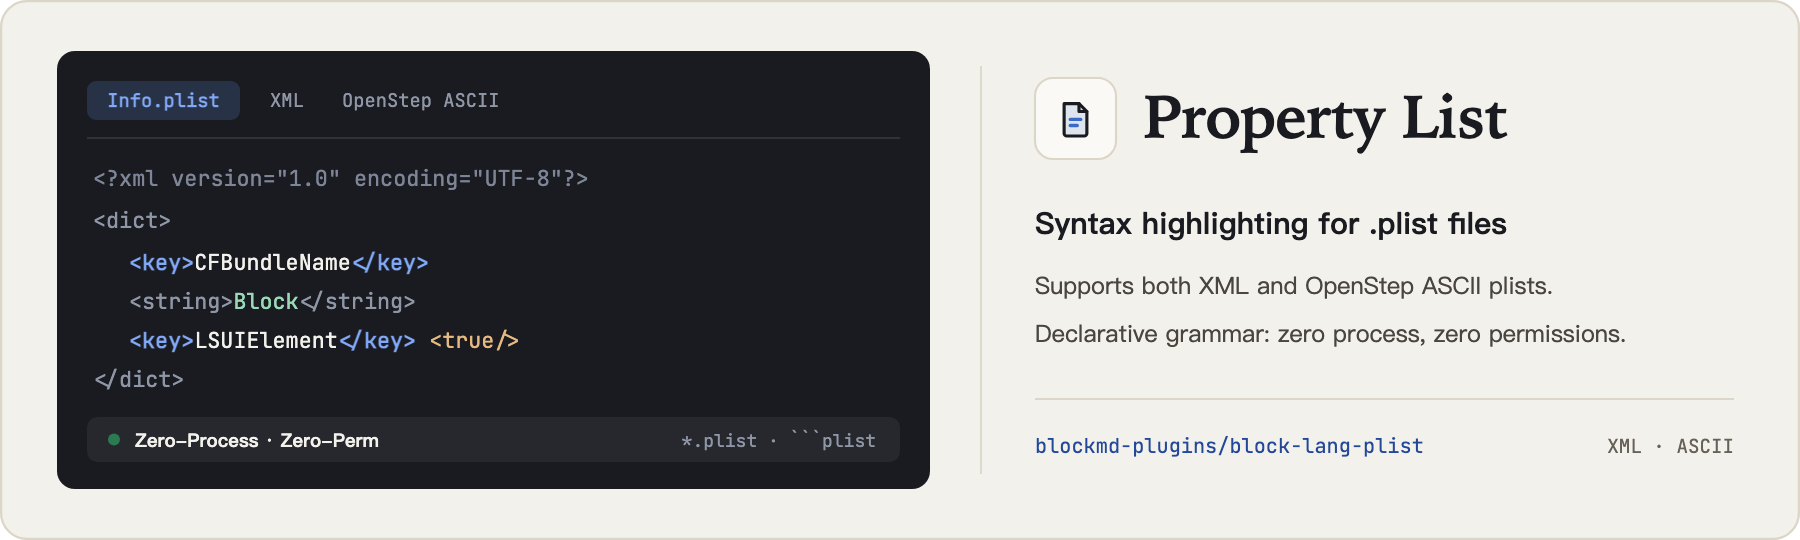 Info.plist XML OpenStep ASCII
<?xml version="1.0" encoding="UTF-8"?>
<dict>
<key>CFBundleName</key>
<string>Block</string>
<key>LSUIElement</key> <true/>
</dict>
Zero-Process · Zero-Perm *.plist · ```plist
Property List
Syntax highlighting for .plist files
Supports both XML and OpenStep ASCII plists.
Declarative grammar: zero process, zero permissions.
blockmd-plugins/block-lang-plist XML · ASCII